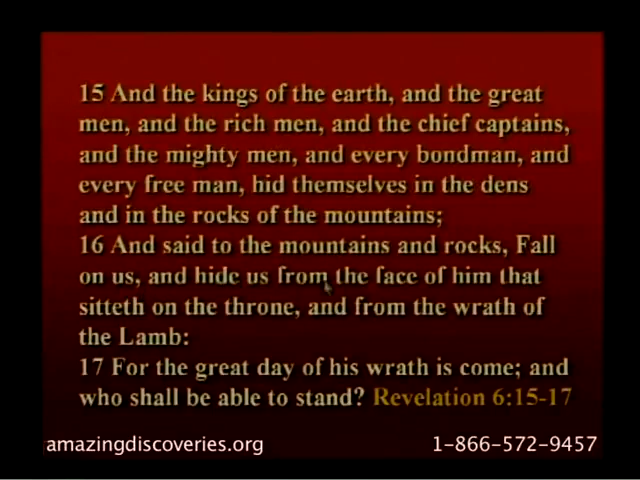 15 And the kings of the earth, and the great
men, and the rich men, and the chief captains,
and the mighty men, and every bondman, and
every free man, hid themselves in the dens
and in the rocks of the mountains;
16 And said to the mountains and rocks, Fall
on us, and hide us from the face of him that
sitteth on the throne, and from the wrath of
the Lamb:
17 For the great day of his wrath is come; and
who shall be able to stand? Revelation 6:15-17
amazingdiscoveries.org 1-866-572-9457